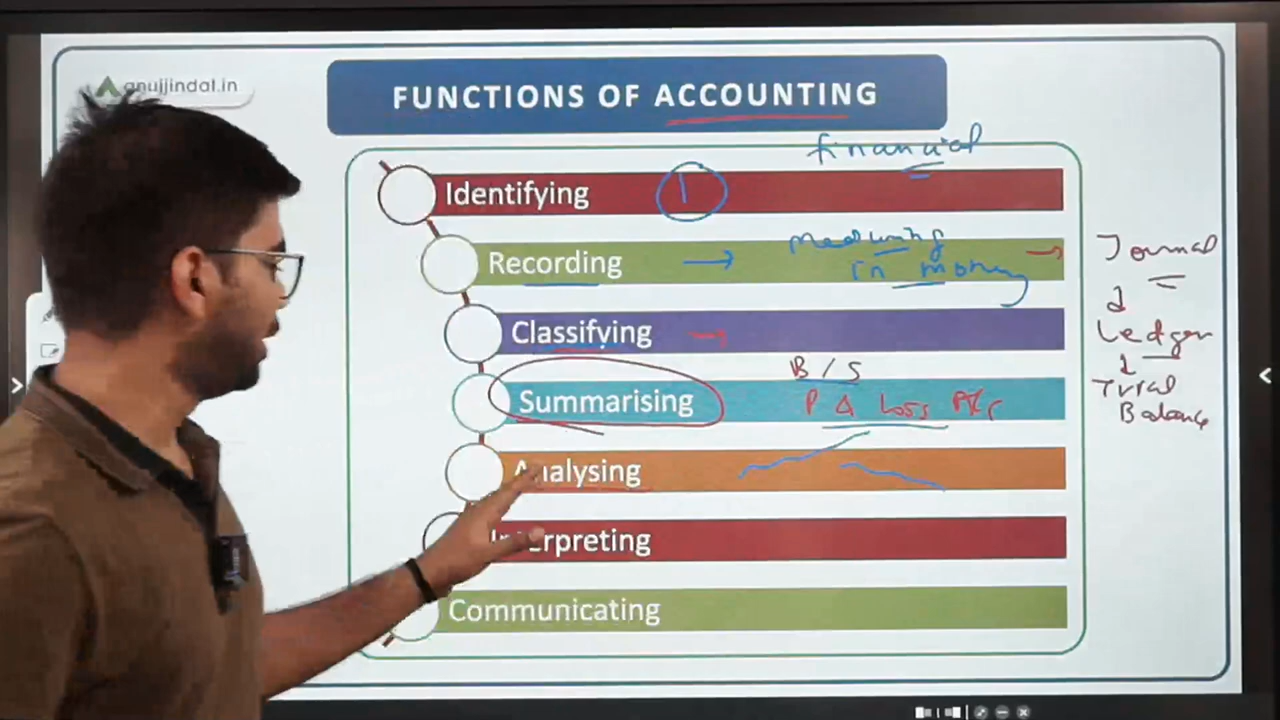 anujjindal.in
FUNCTIONS OF ACCOUNTING
financial
Identifying 1
Recording → measuring
in money → Journal
Classifying → Ledger
B/S
Summarising P & Loss A/c Trial
Balance
Analysing
Interpreting
Communicating